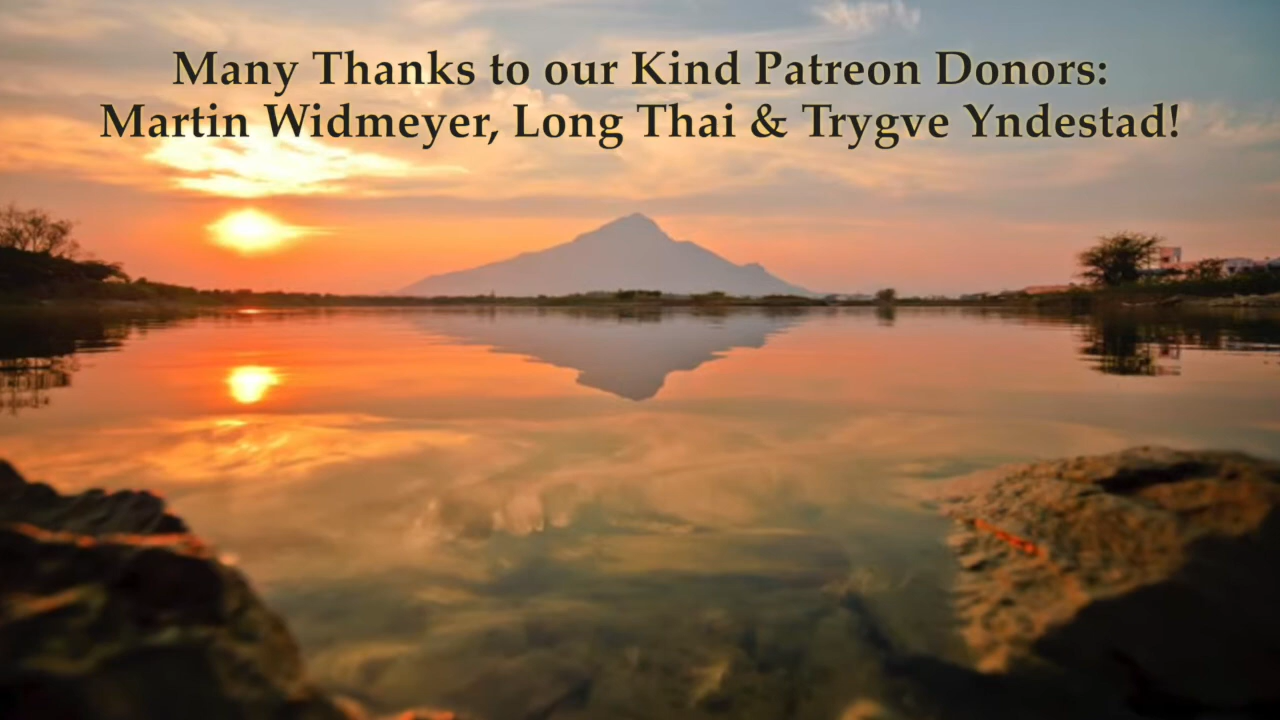 Many Thanks to our Kind Patreon Donors:
Martin Widmeyer, Long Thai & Trygve Yndestad!